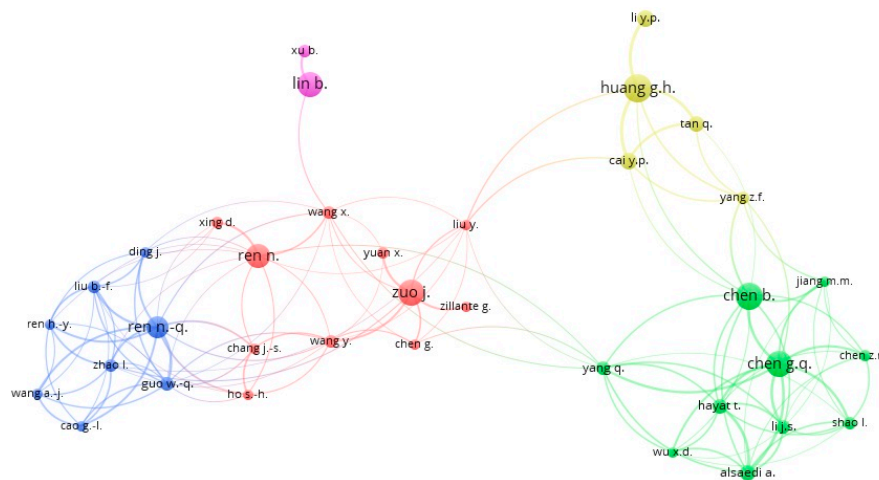 li y.p.
xu b.
lin b.
huang g.h.
tan q.
cai y.p.
yang z.f.
wang x.
xing d.
liu y.
ding j.
ren n.
yuan x.
jiang m.m.
liu b.-f.
zuo j.
chen b.
zillante g.
ren h.-y.
ren n.-q.
wang y.
chen g.
chang j.-s.
chen z.m.
zhao l.
chen g.q.
yang q.
guo w.-q.
wang a.-j.
ho s.-h.
hayat t.
shao l.
cao g.-l.
li j.s.
wu x.d.
alsaedi a.